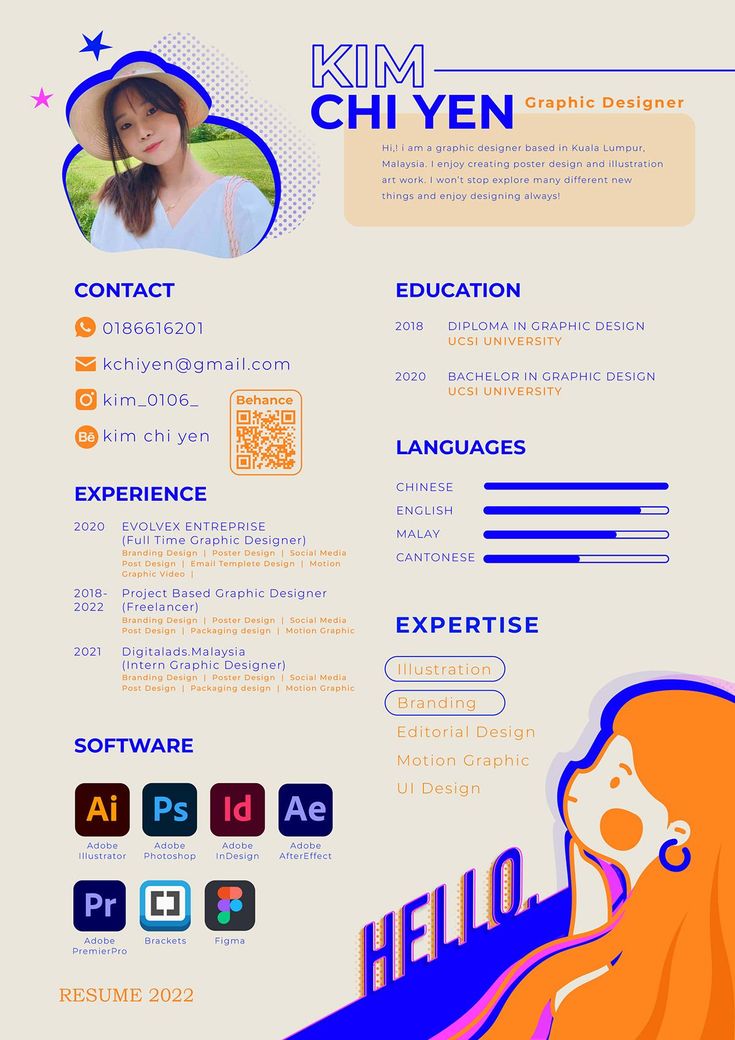 KIM
CHI YEN
Graphic Designer
Hi,! i am a graphic designer based in Kuala Lumpur,
Malaysia. I enjoy creating poster design and illustration
art work. I won't stop explore many different new
things and enjoy designing always!
CONTACT
0186616201
kchiyen@gmail.com
kim_0106_
Bē kim chi yen
Behance
EXPERIENCE
2020 EVOLVEX ENTREPRISE
(Full Time Graphic Designer)
Branding Design | Poster Design | Social Media
Post Design | Email Templete Design | Motion
Graphic Video |
2018- Project Based Graphic Designer
2022 (Freelancer)
Branding Design | Poster Design | Social Media
Post Design | Packaging design | Motion Graphic
2021 Digitalads.Malaysia
(Intern Graphic Designer)
Branding Design | Poster Design | Social Media
Post Design | Packaging design | Motion Graphic
SOFTWARE
Ai Ps Id Ae
Adobe Adobe Adobe Adobe
Illustrator Photoshop InDesign AfterEffect
Pr
Adobe Brackets Figma
PremierPro
RESUME 2022
EDUCATION
2018 DIPLOMA IN GRAPHIC DESIGN
UCSI UNIVERSITY
2020 BACHELOR IN GRAPHIC DESIGN
UCSI UNIVERSITY
LANGUAGES
CHINESE
ENGLISH
MALAY
CANTONESE
EXPERTISE
Illustration
Branding
Editorial Design
Motion Graphic
UI Design
HELLO.